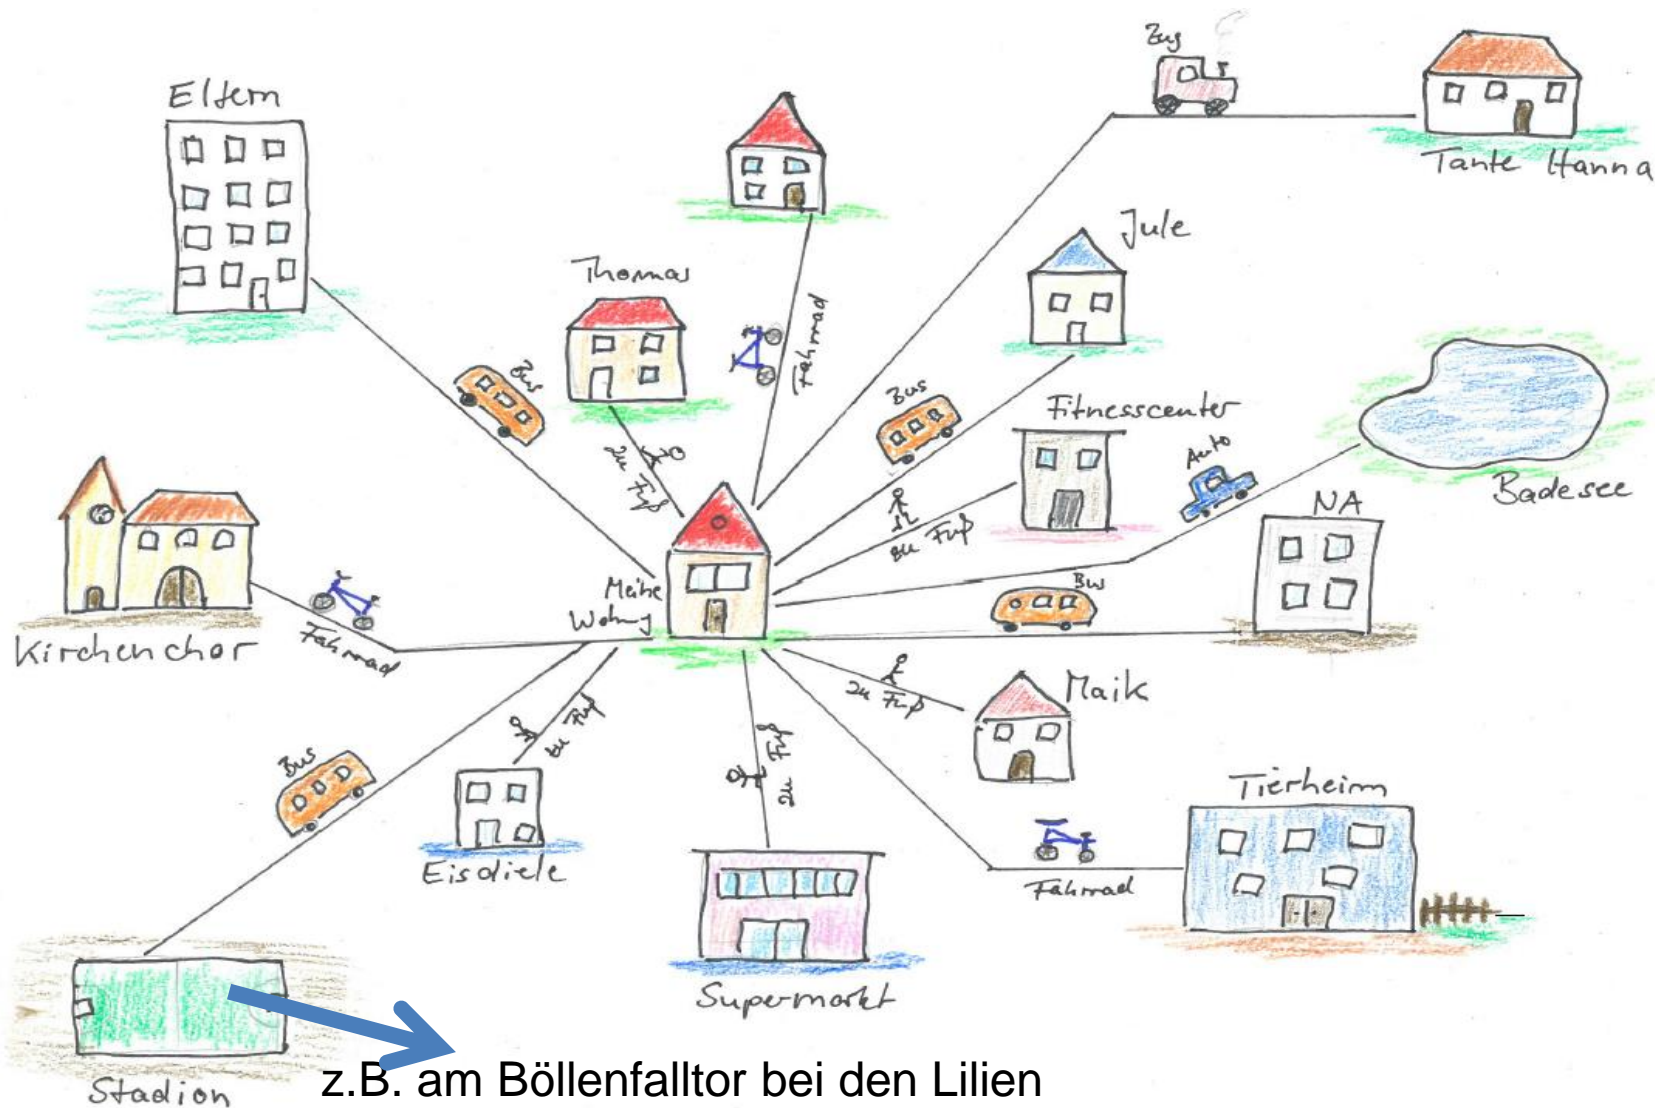 Zug
Eltern
Tante Hanna
Jule
Thomas
Fahrrad
Bus
Bus
Fitnesscenter
zu Fuß
Auto
Badesee
NA
zu Fuß
Meine
Wohng
Bus
Fahrrad
Kirchenchor
zu Fuß
Maik
zu Fuß
Bus
zu Fuß
Tierheim
Eisdiele
Fahrrad
Supermarkt
z.B. am Böllenfalltor bei den Lilien
Stadion